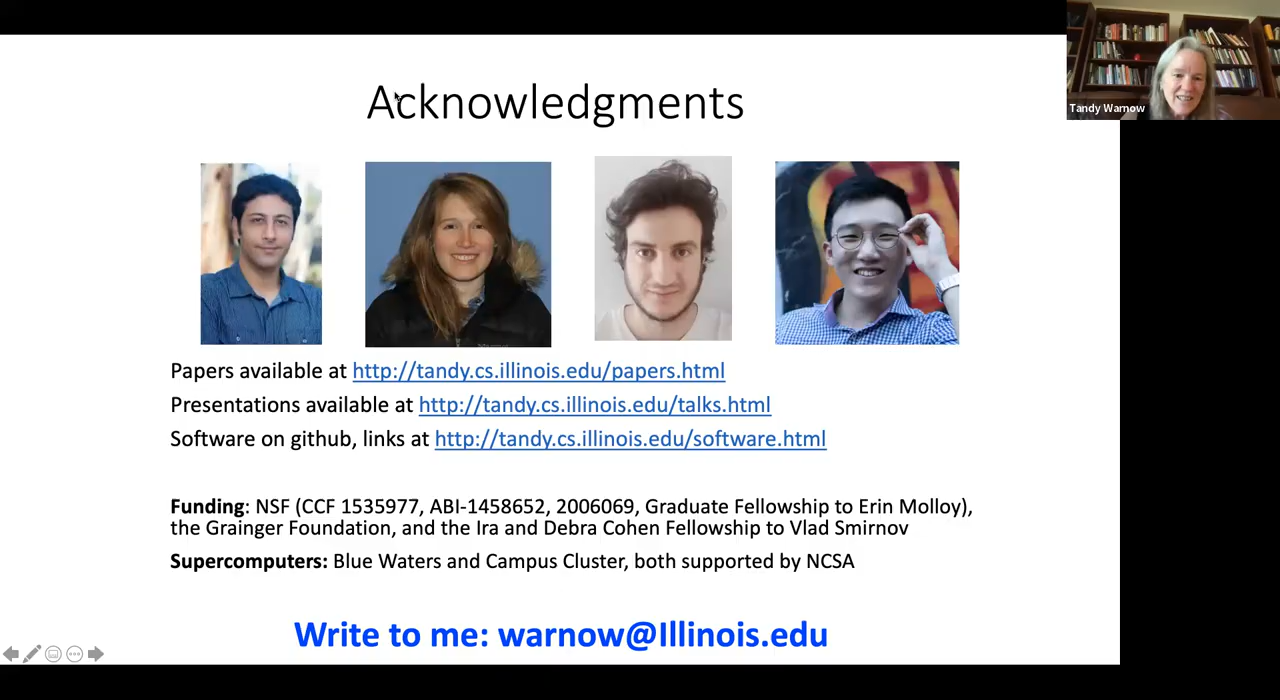 Acknowledgments
Tandy Warnow
Papers available at http://tandy.cs.illinois.edu/papers.html
Presentations available at http://tandy.cs.illinois.edu/talks.html
Software on github, links at http://tandy.cs.illinois.edu/software.html
Funding: NSF (CCF 1535977, ABI-1458652, 2006069, Graduate Fellowship to Erin Molloy),
the Grainger Foundation, and the Ira and Debra Cohen Fellowship to Vlad Smirnov
Supercomputers: Blue Waters and Campus Cluster, both supported by NCSA
Write to me: warnow@Illinois.edu